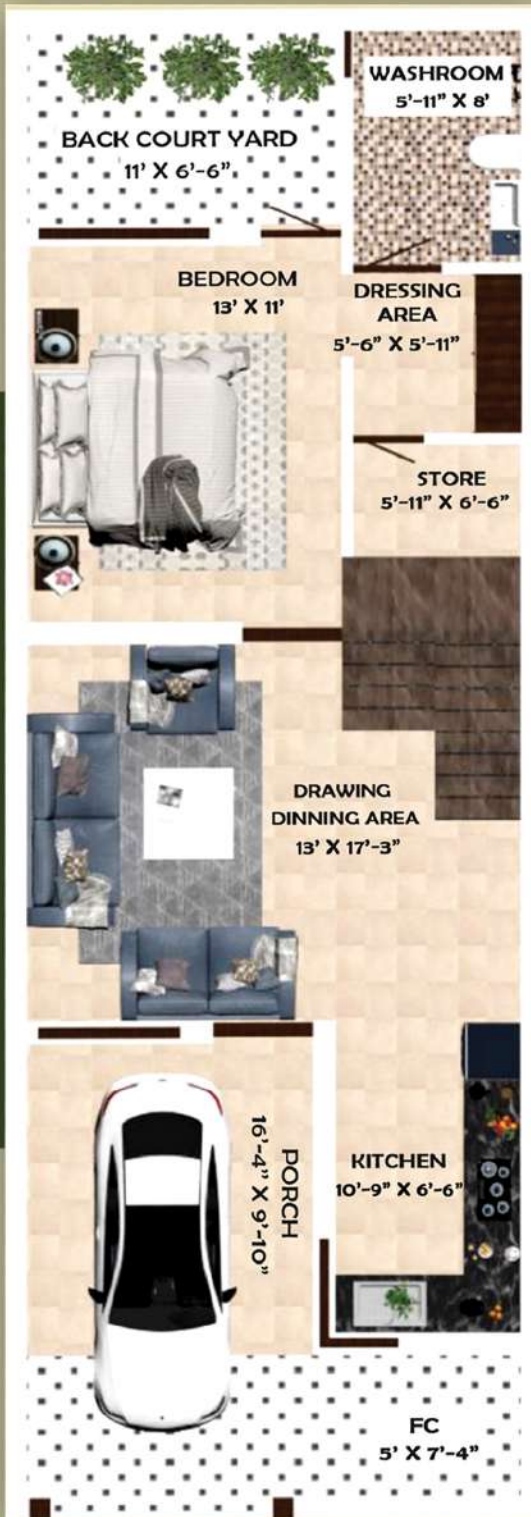 WASHROOM
5'-11" X 8'
BACK COURT YARD
11' X 6'-6"
BEDROOM
13' X 11'
DRESSING
AREA
5'-6" X 5'-11"
STORE
5'-11" X 6'-6"
DRAWING
DINNING AREA
13' X 17'-3"
PORCH
16'-4" X 9'-10"
KITCHEN
10'-9" X 6'-6"
FC
5' X 7'-4"